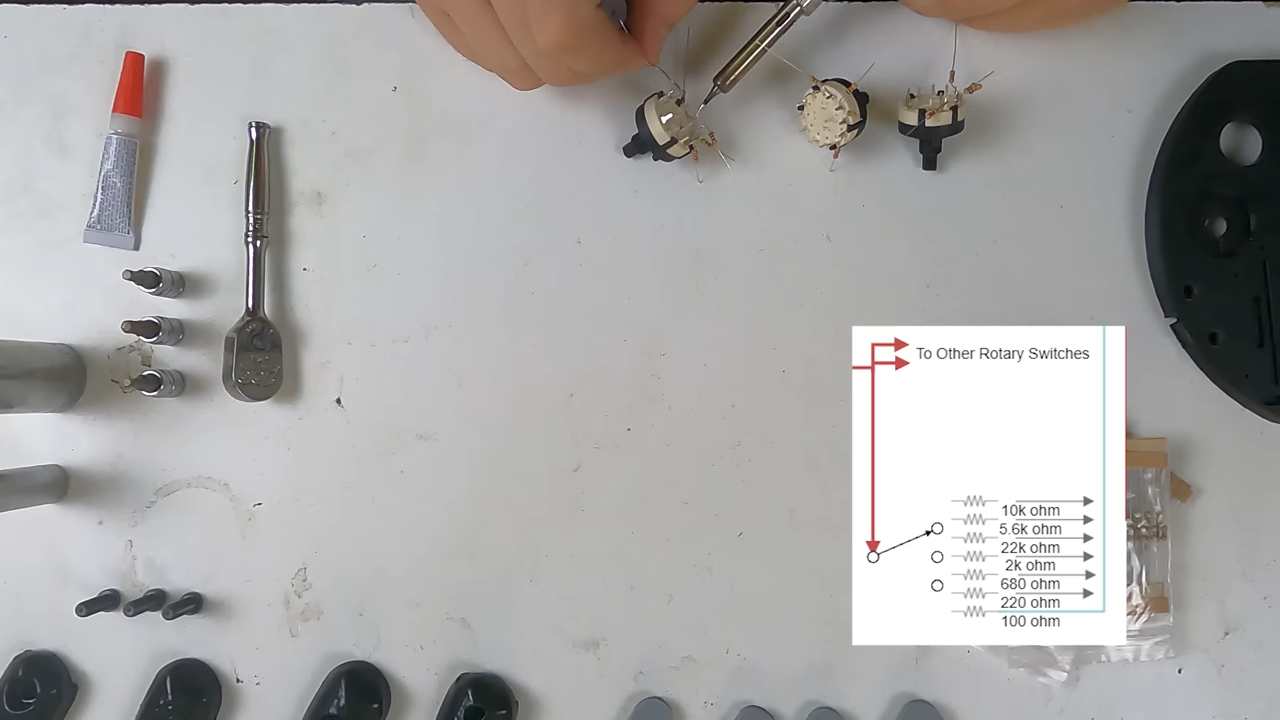 To Other Rotary Switches
10k ohm
5.6k ohm
22k ohm
2k ohm
680 ohm
220 ohm
100 ohm